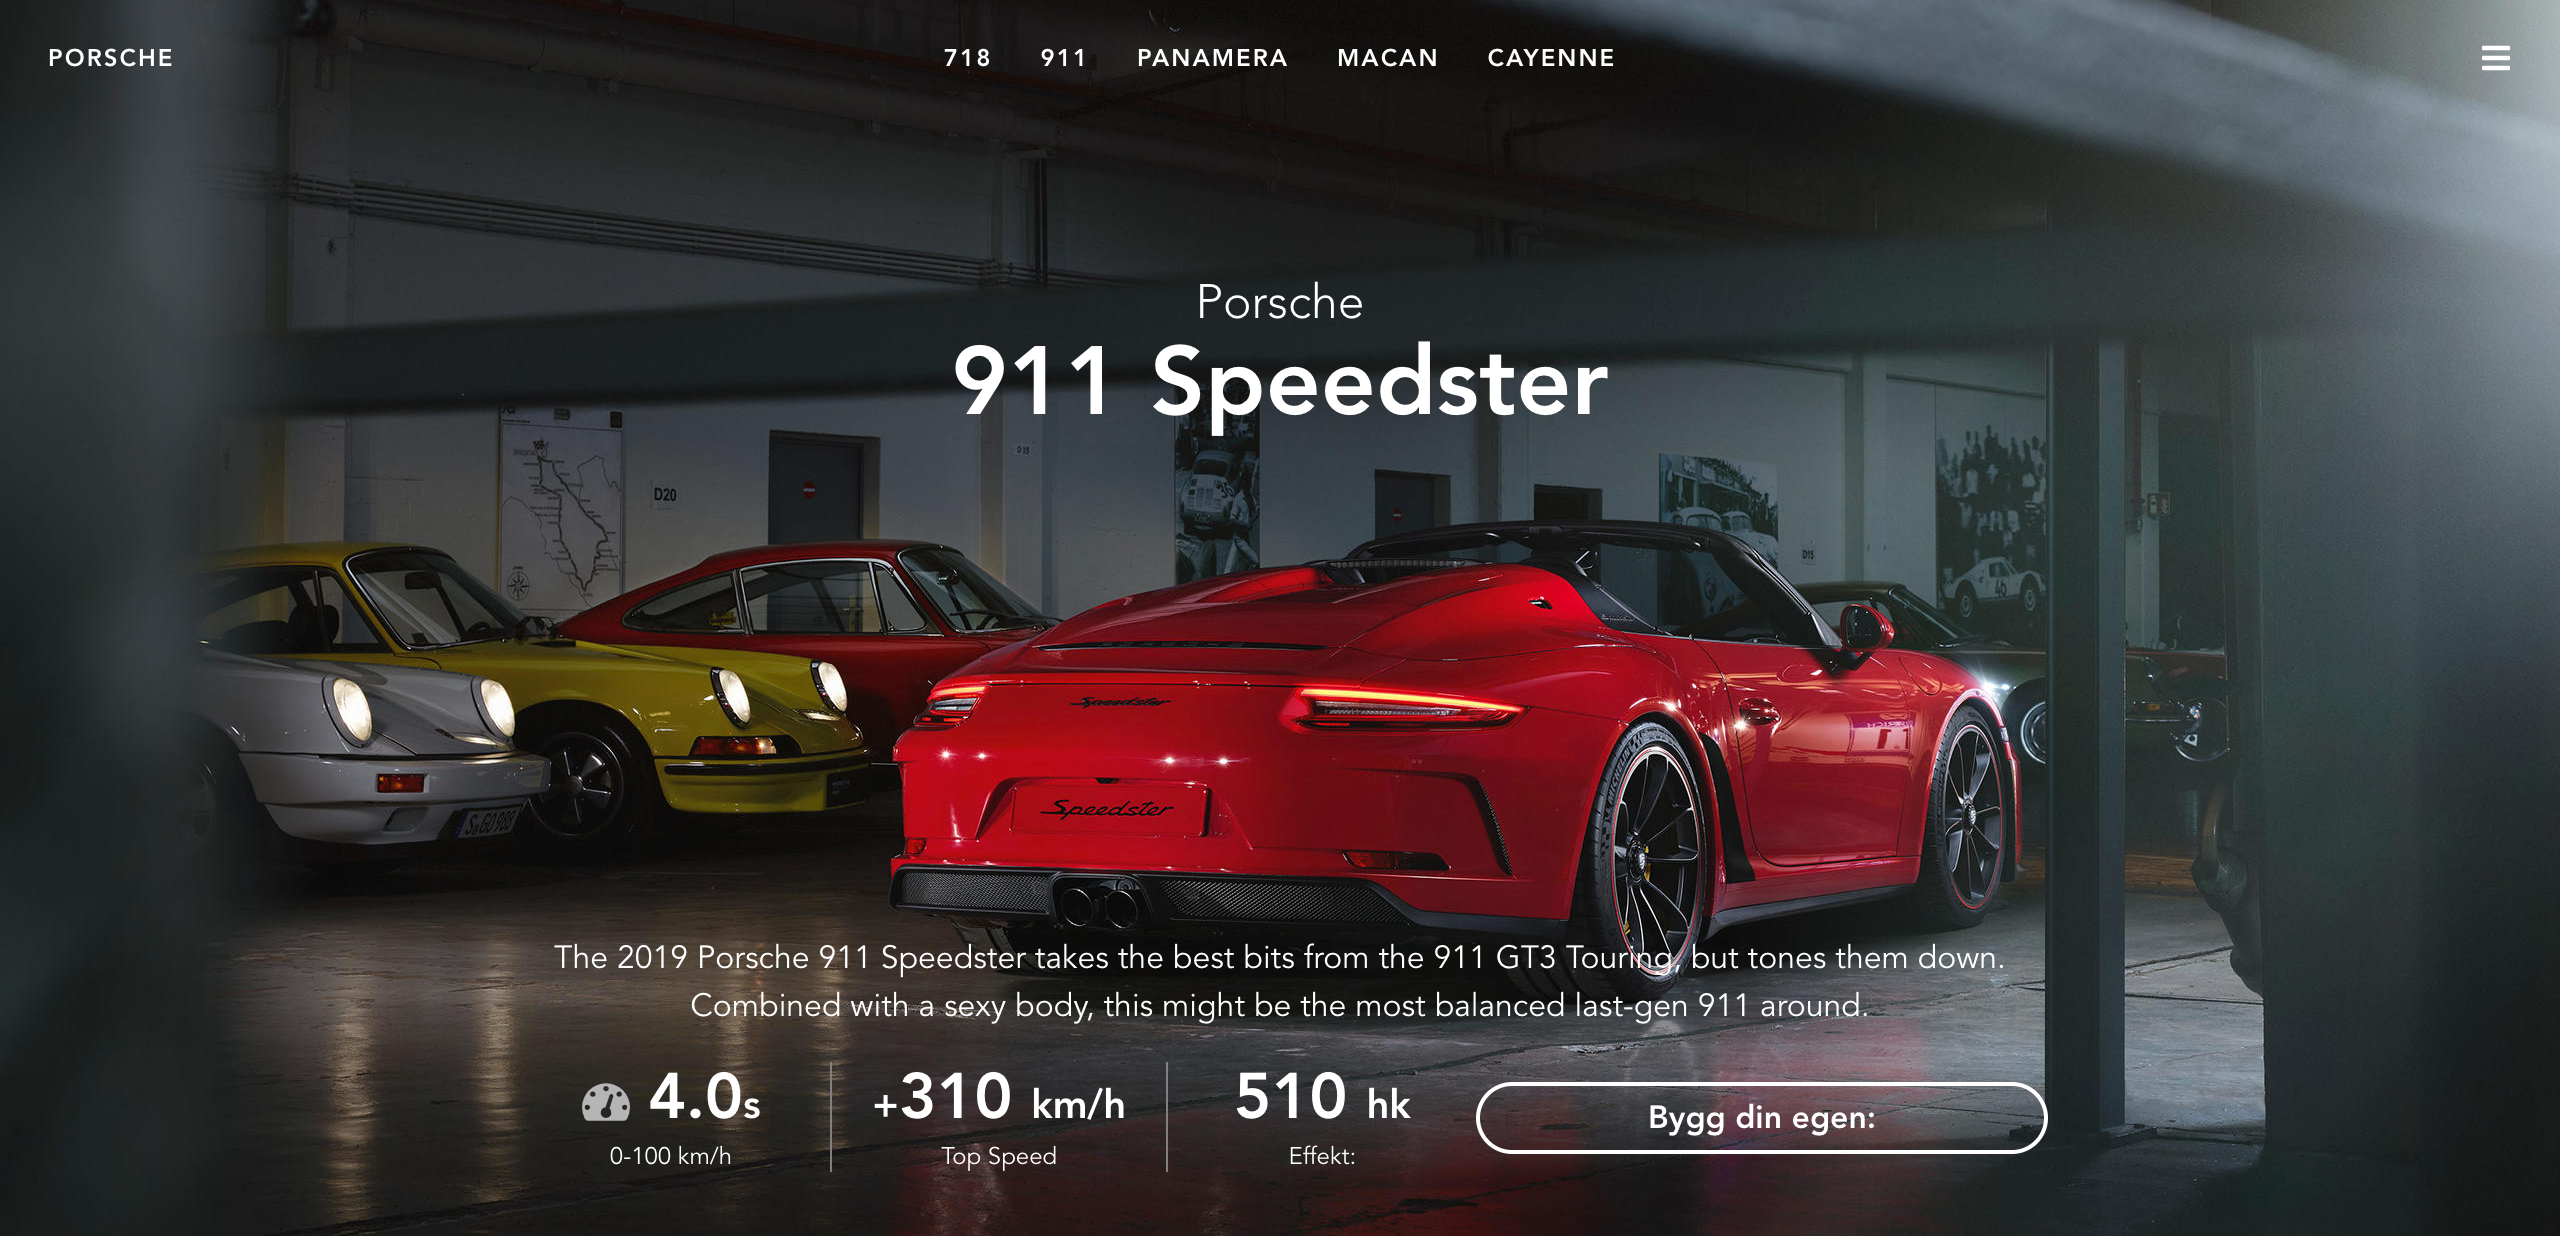 PORSCHE
718 911 PANAMERA MACAN CAYENNE
Porsche
911 Speedster
D20
D 19
D15
46
Speedster
Speedster
S GO 988
The 2019 Porsche 911 Speedster takes the best bits from the 911 GT3 Touring, but tones them down.
Combined with a sexy body, this might be the most balanced last-gen 911 around.
4.0s
0-100 km/h
+310 km/h
Top Speed
510 hk
Effekt:
Bygg din egen: